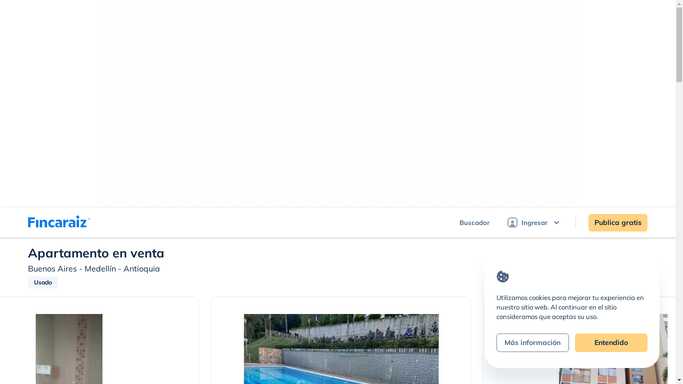 Fincaraiz
Buscador
Ingresar
Publica gratis
Apartamento en venta
Buenos Aires - Medellín - Antioquia
Usado
Utilizamos cookies para mejorar tu experiencia en
nuestro sitio web. Al continuar en el sitio
consideramos que aceptas su uso.
Más información
Entendido